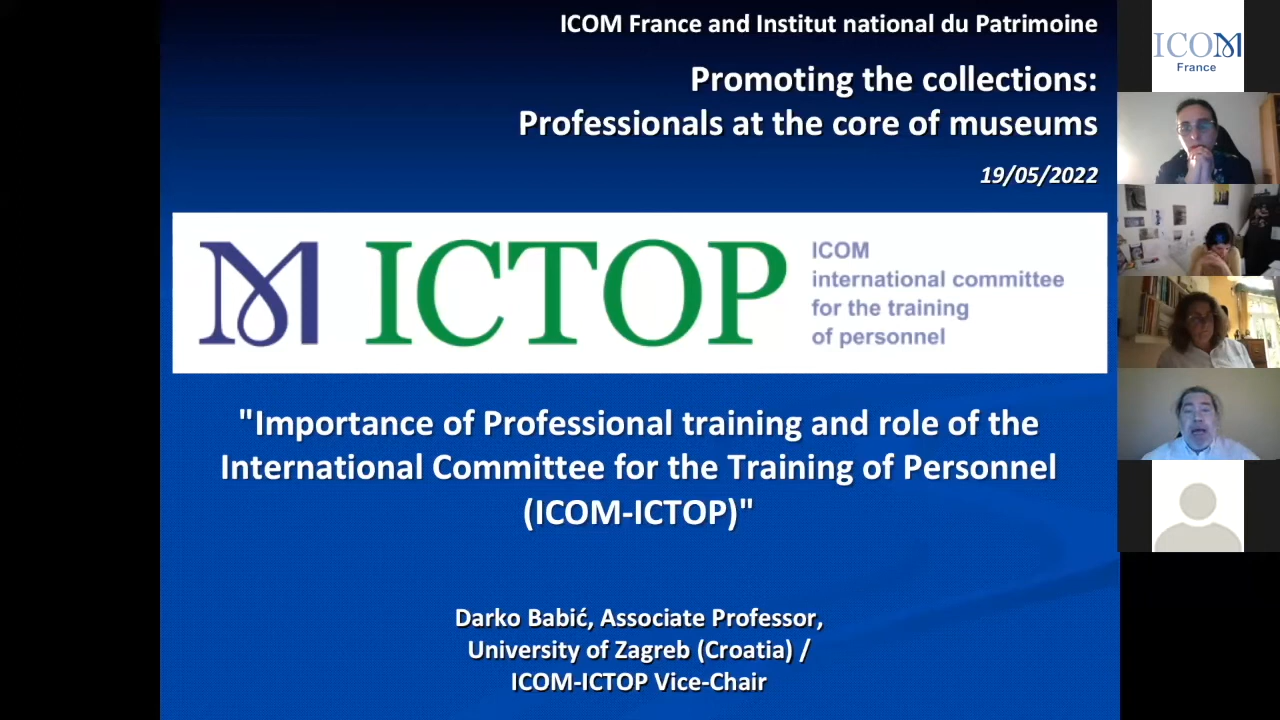 ICOM France and Institut national du Patrimoine
Promoting the collections:
Professionals at the core of museums
19/05/2022
M ICTOP
ICOM
international committee
for the training
of personnel
"Importance of Professional training and role of the
International Committee for the Training of Personnel
(ICOM-ICTOP)"
Darko Babić, Associate Professor,
University of Zagreb (Croatia) /
ICOM-ICTOP Vice-Chair
ICOM
France